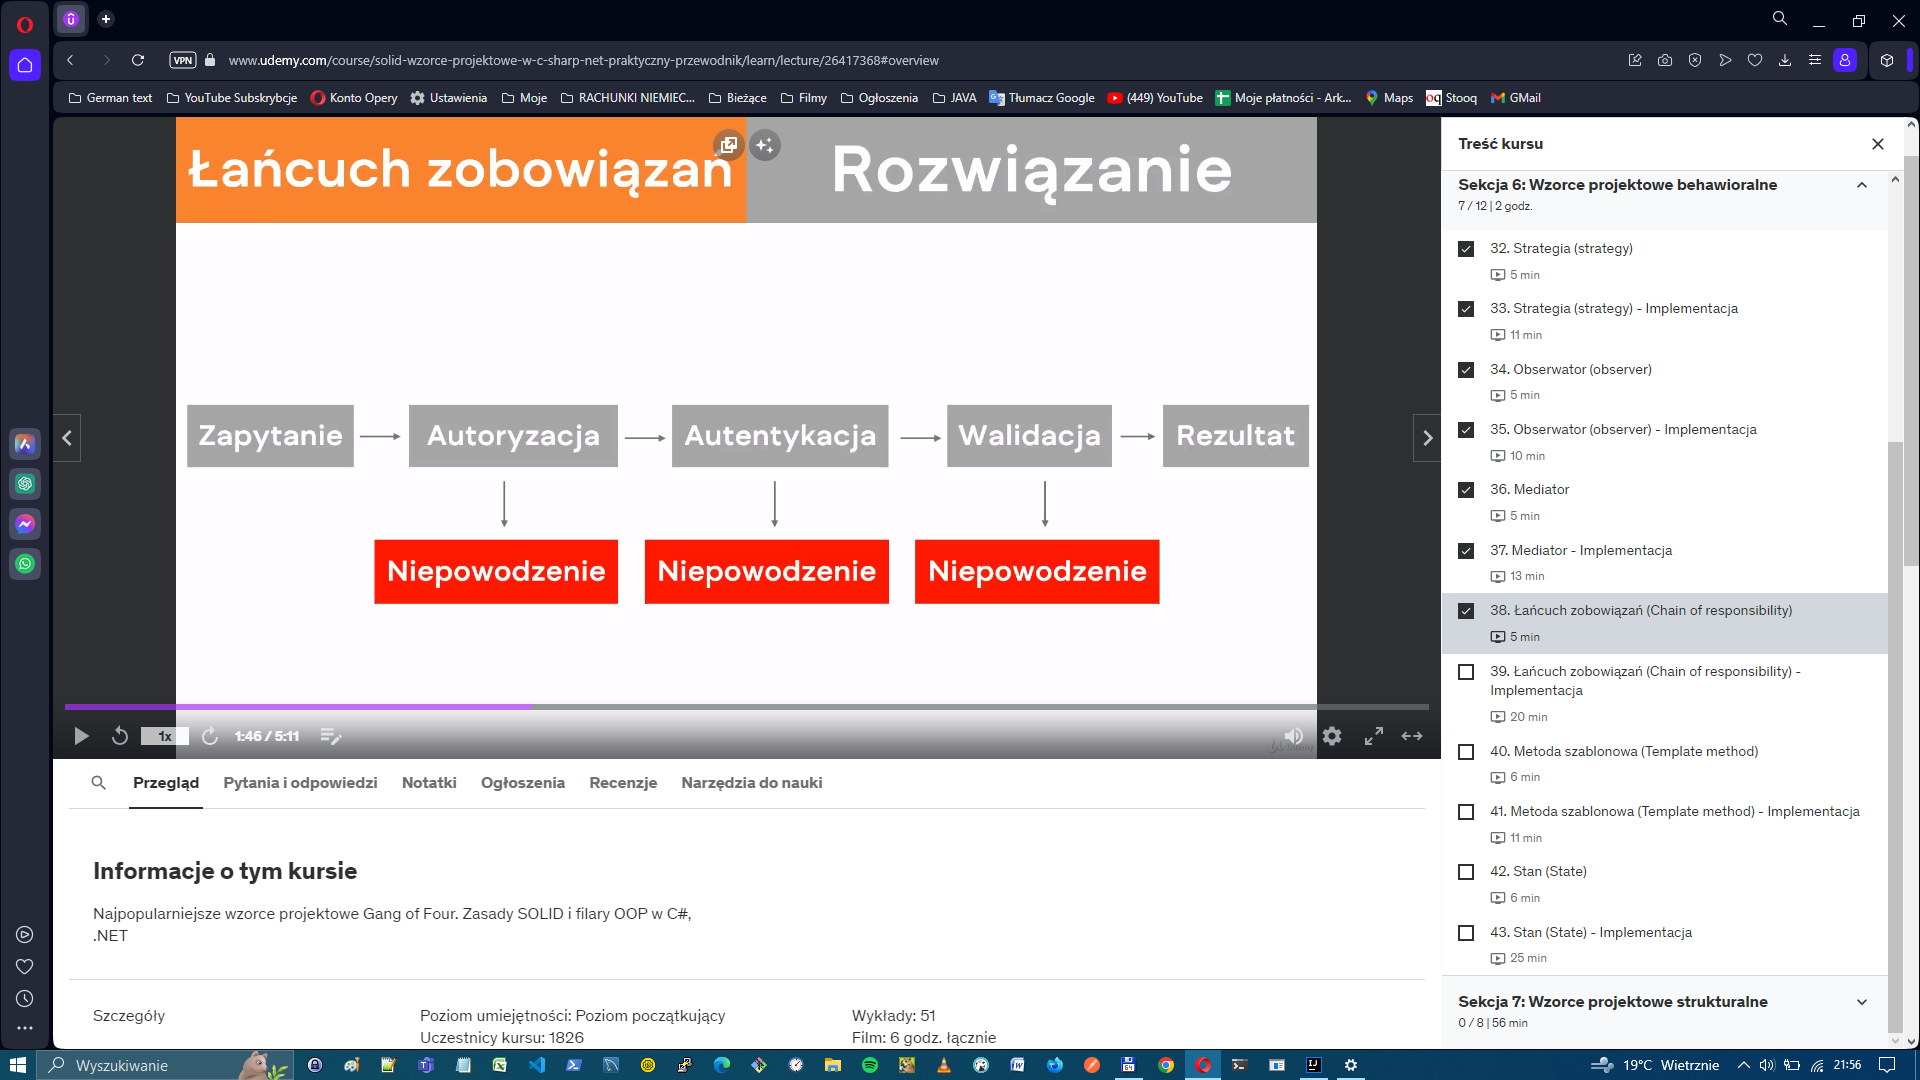 VPN
www.udemy.com/course/solid-wzorce-projektowe-w-c-sharp-net-praktyczny-przewodnik/learn/lecture/26417368#overview
German text
YouTube Subskrybcje
Konto Opery
Ustawienia
Moje
RACHUNKI NIEMIEC...
Bieżące
Filmy
Ogłoszenia
JAVA
Tłumacz Google
(449) YouTube
Moje płatności - Ark...
Maps
oq Stooq
GMail
Łańcuch zobowiązań
Rozwiązanie
Zapytanie
Autoryzacja
Autentykacja
Walidacja
Rezultat
Niepowodzenie
Niepowodzenie
Niepowodzenie
1x
1:46 / 5:11
Przegląd
Pytania i odpowiedzi
Notatki
Ogłoszenia
Recenzje
Narzędzia do nauki
Informacje o tym kursie
Najpopularniejsze wzorce projektowe Gang of Four. Zasady SOLID i filary OOP w C#,
.NET
Szczegóły
Poziom umiejętności: Poziom początkujący
Uczestnicy kursu: 1826
Wykłady: 51
Film: 6 godz. łącznie
Treść kursu
Sekcja 6: Wzorce projektowe behawioralne
7 / 12 | 2 godz.
32. Strategia (strategy)
5 min
33. Strategia (strategy) - Implementacja
11 min
34. Obserwator (observer)
5 min
35. Obserwator (observer) - Implementacja
10 min
36. Mediator
5 min
37. Mediator - Implementacja
13 min
38. Łańcuch zobowiązań (Chain of responsibility)
5 min
39. Łańcuch zobowiązań (Chain of responsibility) -
Implementacja
20 min
40. Metoda szablonowa (Template method)
6 min
41. Metoda szablonowa (Template method) - Implementacja
11 min
42. Stan (State)
6 min
43. Stan (State) - Implementacja
25 min
Sekcja 7: Wzorce projektowe strukturalne
0 / 8 | 56 min
Wyszukiwanie
19°C Wietrznie
21:56